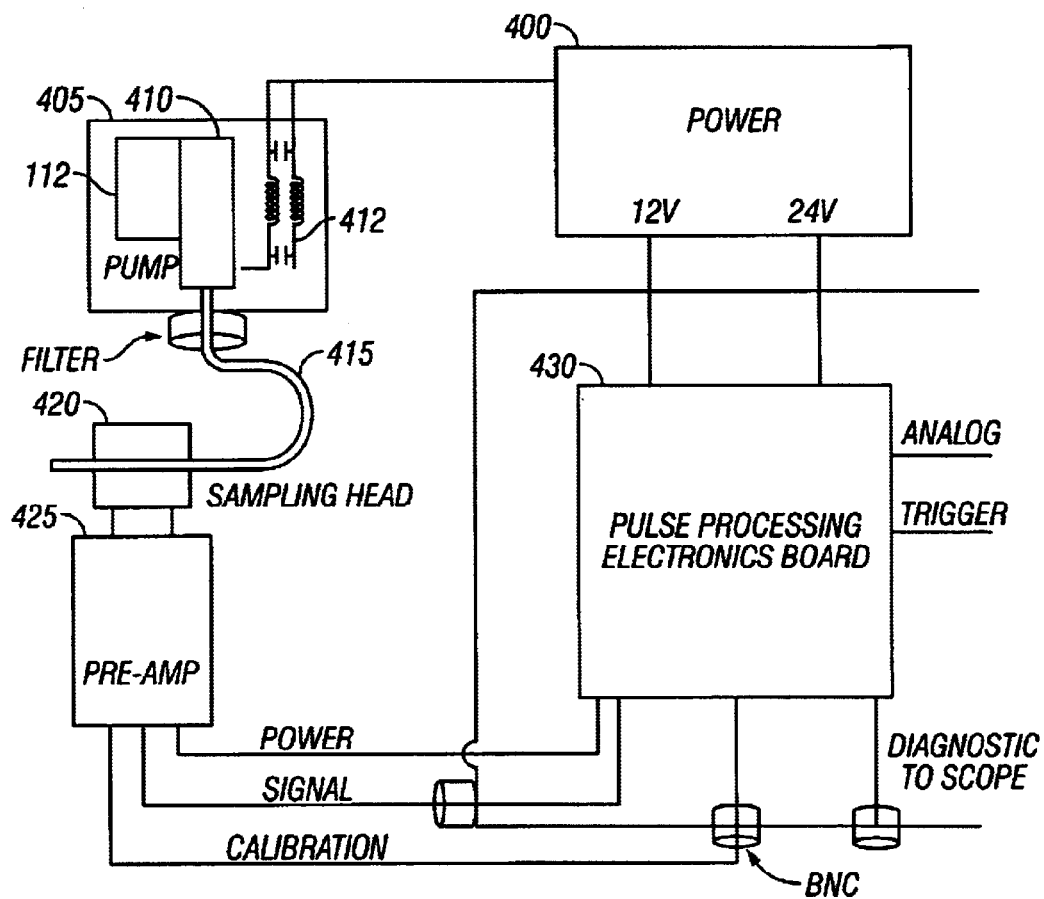 400
405
410
POWER
112
12V
24V
412
PUMP
FILTER
415
430
420
ANALOG
SAMPLING HEAD
TRIGGER
425
PULSE PROCESSING
ELECTRONICS BOARD
PRE-AMP
POWER
DIAGNOSTIC
TO SCOPE
SIGNAL
CALIBRATION
BNC